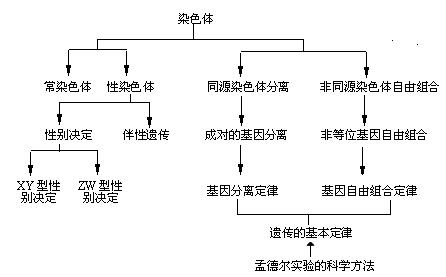 染色体
常染色体 性染色体 同源染色体分离 非同源染色体自由组合
性别决定 伴性遗传 成对的基因分离 非等位基因自由组合
XY 型性 ZW 型性 基因分离定律 基因自由组合定律
别决定 别决定
遗传的基本定律
孟德尔实验的科学方法